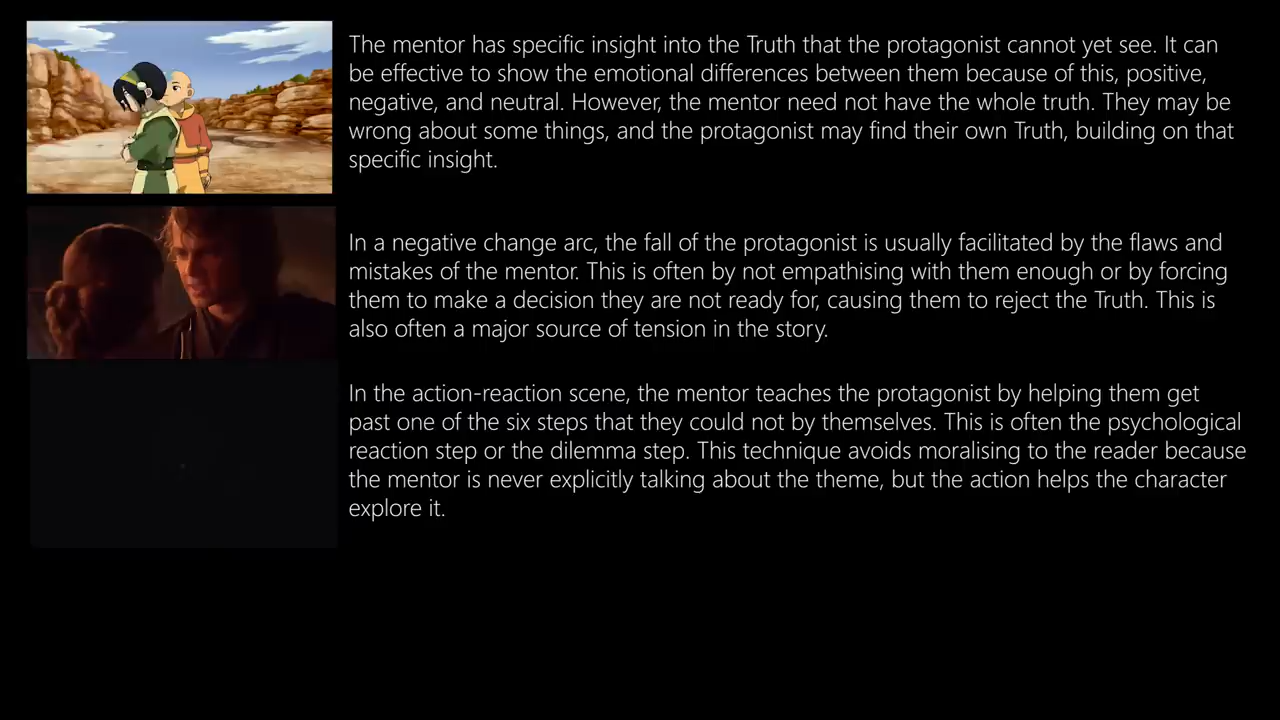 The mentor has specific insight into the Truth that the protagonist cannot yet see. It can
be effective to show the emotional differences between them because of this, positive,
negative, and neutral. However, the mentor need not have the whole truth. They may be
wrong about some things, and the protagonist may find their own Truth, building on that
specific insight.
In a negative change arc, the fall of the protagonist is usually facilitated by the flaws and
mistakes of the mentor. This is often by not empathising with them enough or by forcing
them to make a decision they are not ready for, causing them to reject the Truth. This is
also often a major source of tension in the story.
In the action-reaction scene, the mentor teaches the protagonist by helping them get
past one of the six steps that they could not by themselves. This is often the psychological
reaction step or the dilemma step. This technique avoids moralising to the reader because
the mentor is never explicitly talking about the theme, but the action helps the character
explore it.